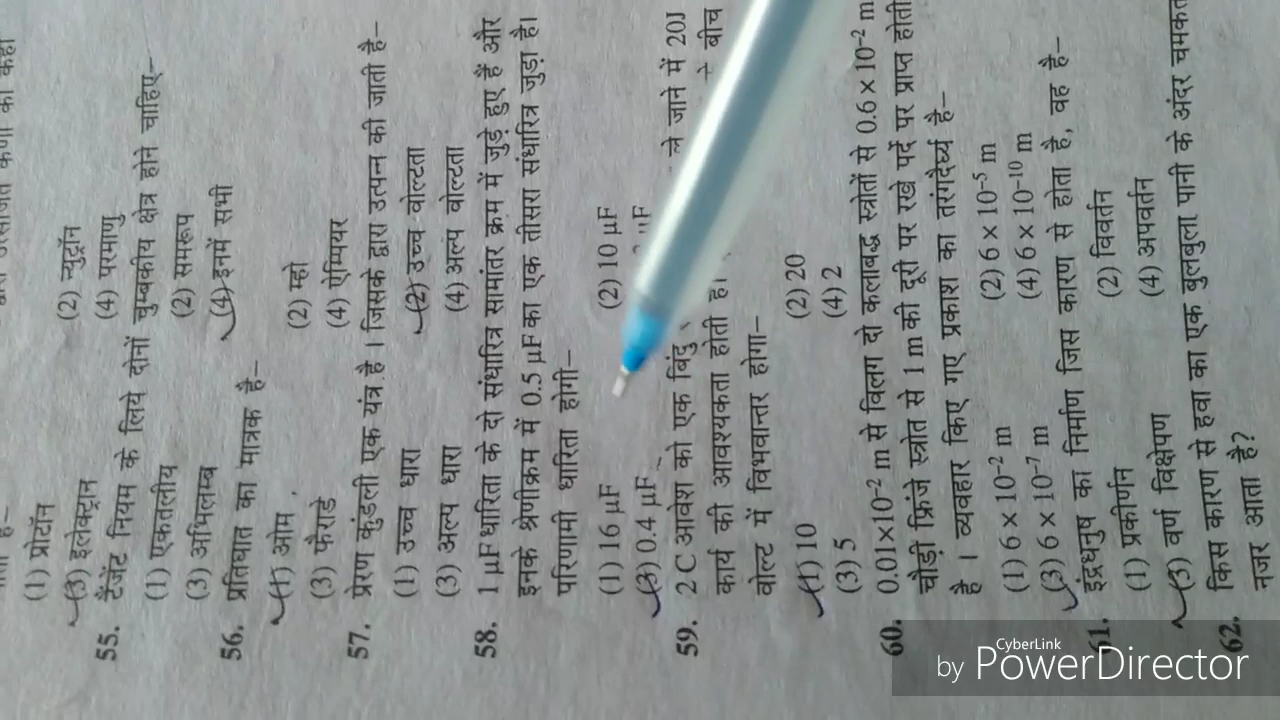 (1) प्रोटॉन (2) न्युट्रॉन
(3) इलेक्ट्रान (4) परमाणु
55. टैंजेंट नियम के लिये दोनों चुम्बकीय क्षेत्र होने चाहिए–
(1) एकतलीय (2) समरूप
(3) अभिलम्ब (4) इनमें सभी
56. प्रतिघात का मात्रक है–
(1) ओम (2) म्हो
(3) फैराडे (4) ऐम्पियर
57. प्रेरण कुंडली एक यंत्र है । जिसके द्वारा उत्पन्न की जाती है–
(1) उच्च धारा (2) उच्च वोल्टता
(3) अल्प धारा (4) अल्प वोल्टता
58. 1 μF धारिता के दो संधारित्र सामांतर क्रम में जुड़े हुए हैं और
इनके श्रेणीक्रम में 0.5 μF का एक तीसरा संधारित्र जुड़ा है।
परिणामी धारिता होगी–
(1) 16 μF (2) 10 μF
(3) 0.4 μF
59. 2 C आवेश को एक बिंदु ले जाने में 20J
कार्य की आवश्यकता होती है। बीच
वोल्ट में विभवान्तर होगा–
(1) 10 (2) 20
(3) 5 (4) 2
60. 0.01×10⁻² m से विलग दो कलाबद्ध स्त्रोतों से 0.6 × 10⁻² m
चौड़ी फ्रिंजे स्त्रोत से 1 m की दूरी पर रखे पर्दे पर प्राप्त होती
है । व्यवहार किए गए प्रकाश का तरंगदैर्घ्य है–
(1) 6 × 10⁻² m (2) 6 × 10⁻⁵ m
(3) 6 × 10⁻⁷ m (4) 6 × 10⁻¹⁰ m
61. इंद्रधनुष का निर्माण जिस कारण से होता है, वह है–
(1) प्रकीर्णन (2) विवर्तन
(3) वर्ण विक्षेपण (4) अपवर्तन
62. किस कारण से हवा का एक बुलबुला पानी के अंदर चमकत
नजर आता है?
CyberLink
by PowerDirector